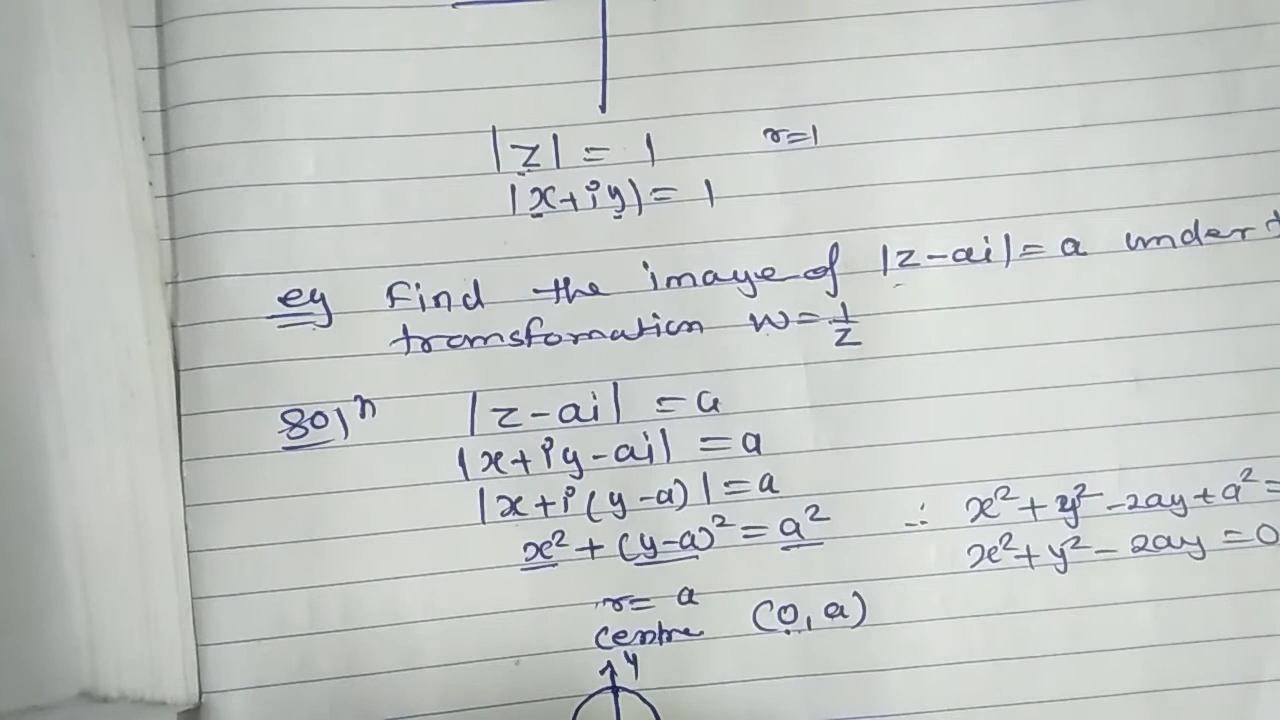 |z| = 1 r=1
|x+iy| = 1
eg Find the image of |z-ai| = a under
transfomation w = 1/z
Solⁿ |z-ai| = a
|x+iy-ai| = a
|x+i(y-a)| = a
x² + (y-a)² = a² ∴ x² + y² - 2ay + a² =
x² + y² - 2ay = 0
r = a
centre (0, a)
y